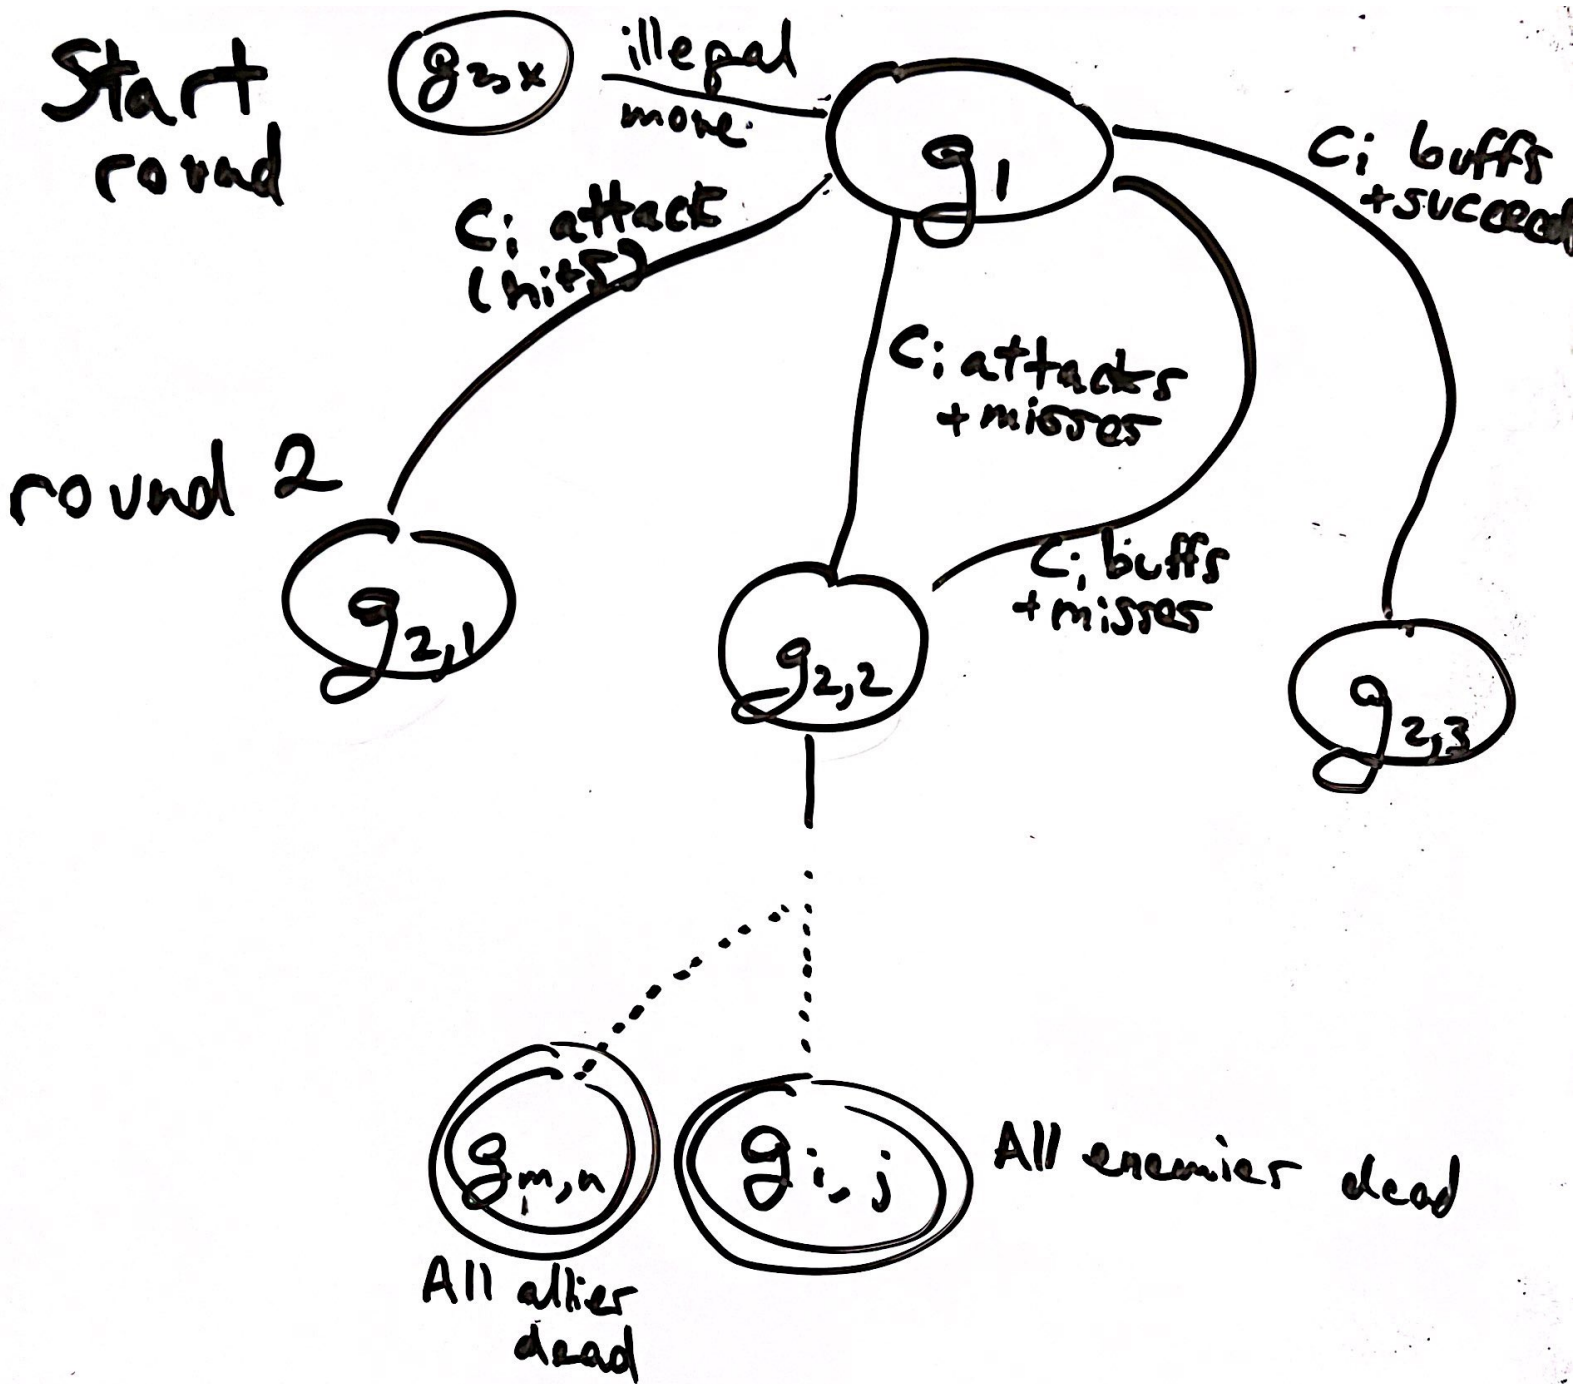 Start
round
g2,x
illegal
move
g1
Ci buffs
+succeed
Ci attack
(hits)
Ci attacks
+misses
round 2
Ci buffs
+misses
g2,1
g2,2
g2,3
gm,n
gi,j
All enemies dead
All allies
dead